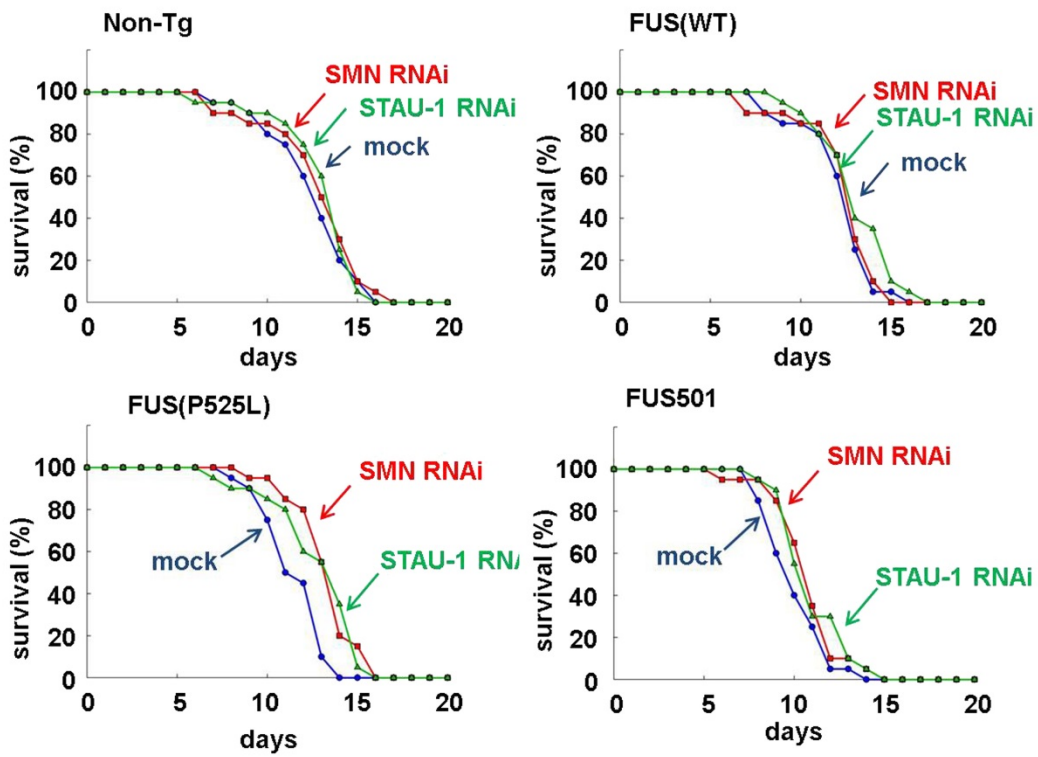 Non-Tg
SMN RNAi
STAU-1 RNAi
mock
survival (%)
100
80
60
40
20
0
0 5 10 15 20
days
FUS(WT)
SMN RNAi
STAU-1 RNAi
mock
survival (%)
100
80
60
40
20
0
0 5 10 15 20
days
FUS(P525L)
SMN RNAi
mock
STAU-1 RN
survival (%)
100
80
60
40
20
0
0 5 10 15 20
days
FUS501
SMN RNAi
mock
STAU-1 RNAi
survival (%)
100
80
60
40
20
0
0 5 10 15 20
days